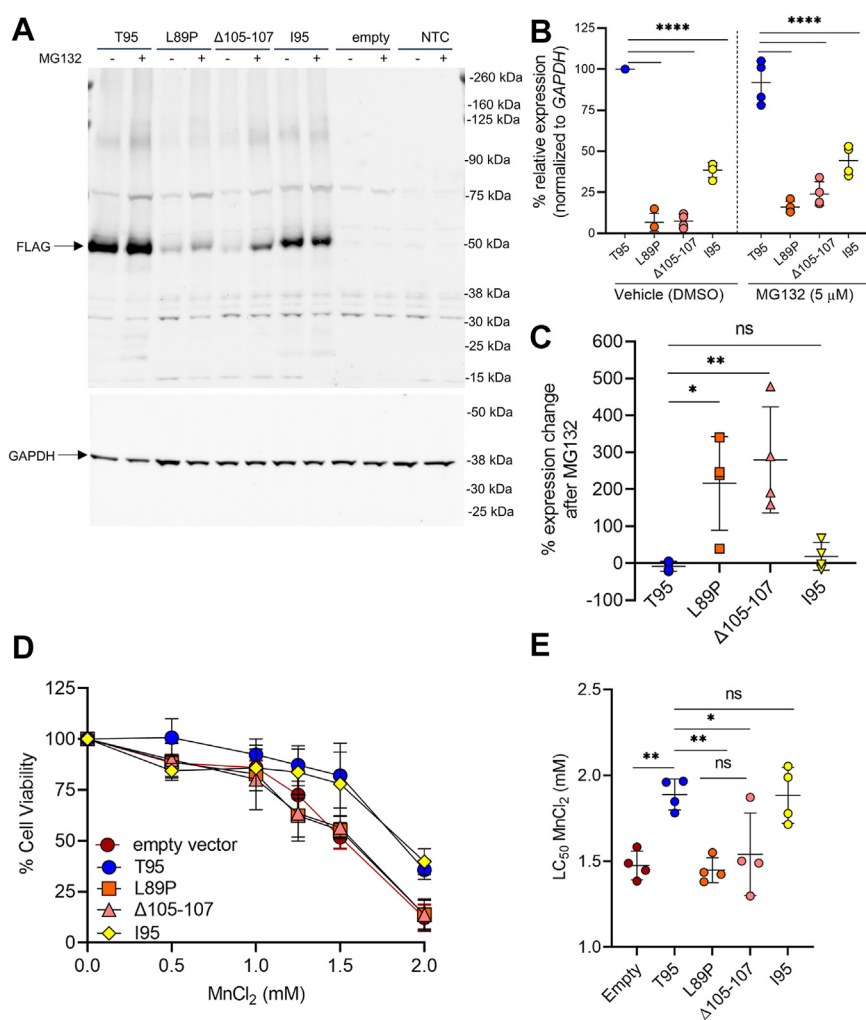 A
T95 L89P Δ105-107 I95 empty NTC
MG132 - + - + - + - + - + - +
-260 kDa
-160 kDa
-125 kDa
-90 kDa
-75 kDa
FLAG
-50 kDa
-38 kDa
-30 kDa
-25 kDa
-15 kDa
-50 kDa
GAPDH
-38 kDa
-30 kDa
-25 kDa
B
% relative expression
(normalized to GAPDH)
125
100
75
50
25
0
**** ****
T95 L89P Δ105-107 I95 T95 L89P Δ105-107 I95
Vehicle (DMSO) MG132 (5 μM)
C
% expression change
after MG132
600
500
400
300
200
100
0
-100
ns
**
*
T95 L89P Δ105-107 I95
D
% Cell Viability
125
100
75
50
25
0
empty vector
T95
L89P
Δ105-107
I95
0.0 0.5 1.0 1.5 2.0
MnCl₂ (mM)
E
LC₅₀ MnCl₂ (mM)
2.5
2.0
1.5
1.0
ns
*
** **
ns
Empty T95 L89P Δ105-107 I95